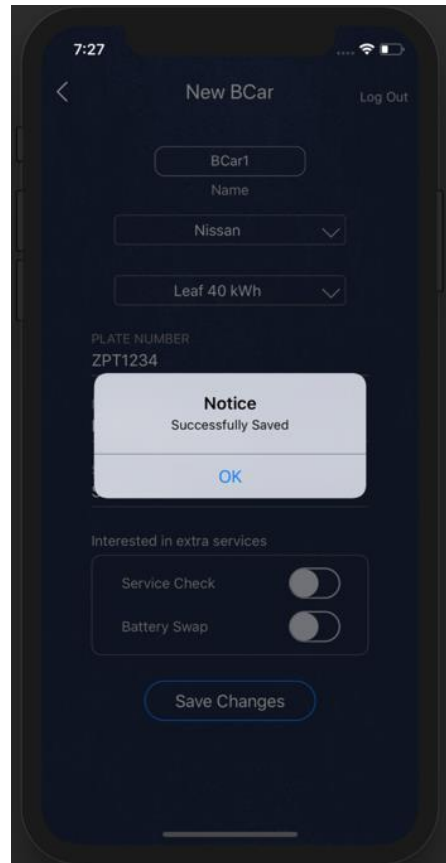 7:27
New BCar
Log Out
BCar1
Name
Nissan
Leaf 40 kWh
PLATE NUMBER
ZPT1234
Notice
Successfully Saved
OK
Interested in extra services
Service Check
Battery Swap
Save Changes